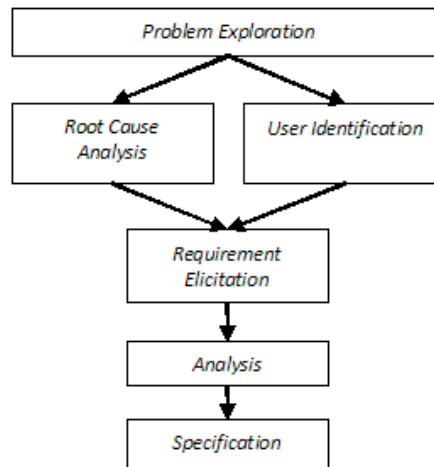 Problem Exploration
Root Cause
Analysis
User Identification
Requirement
Elicitation
Analysis
Specification